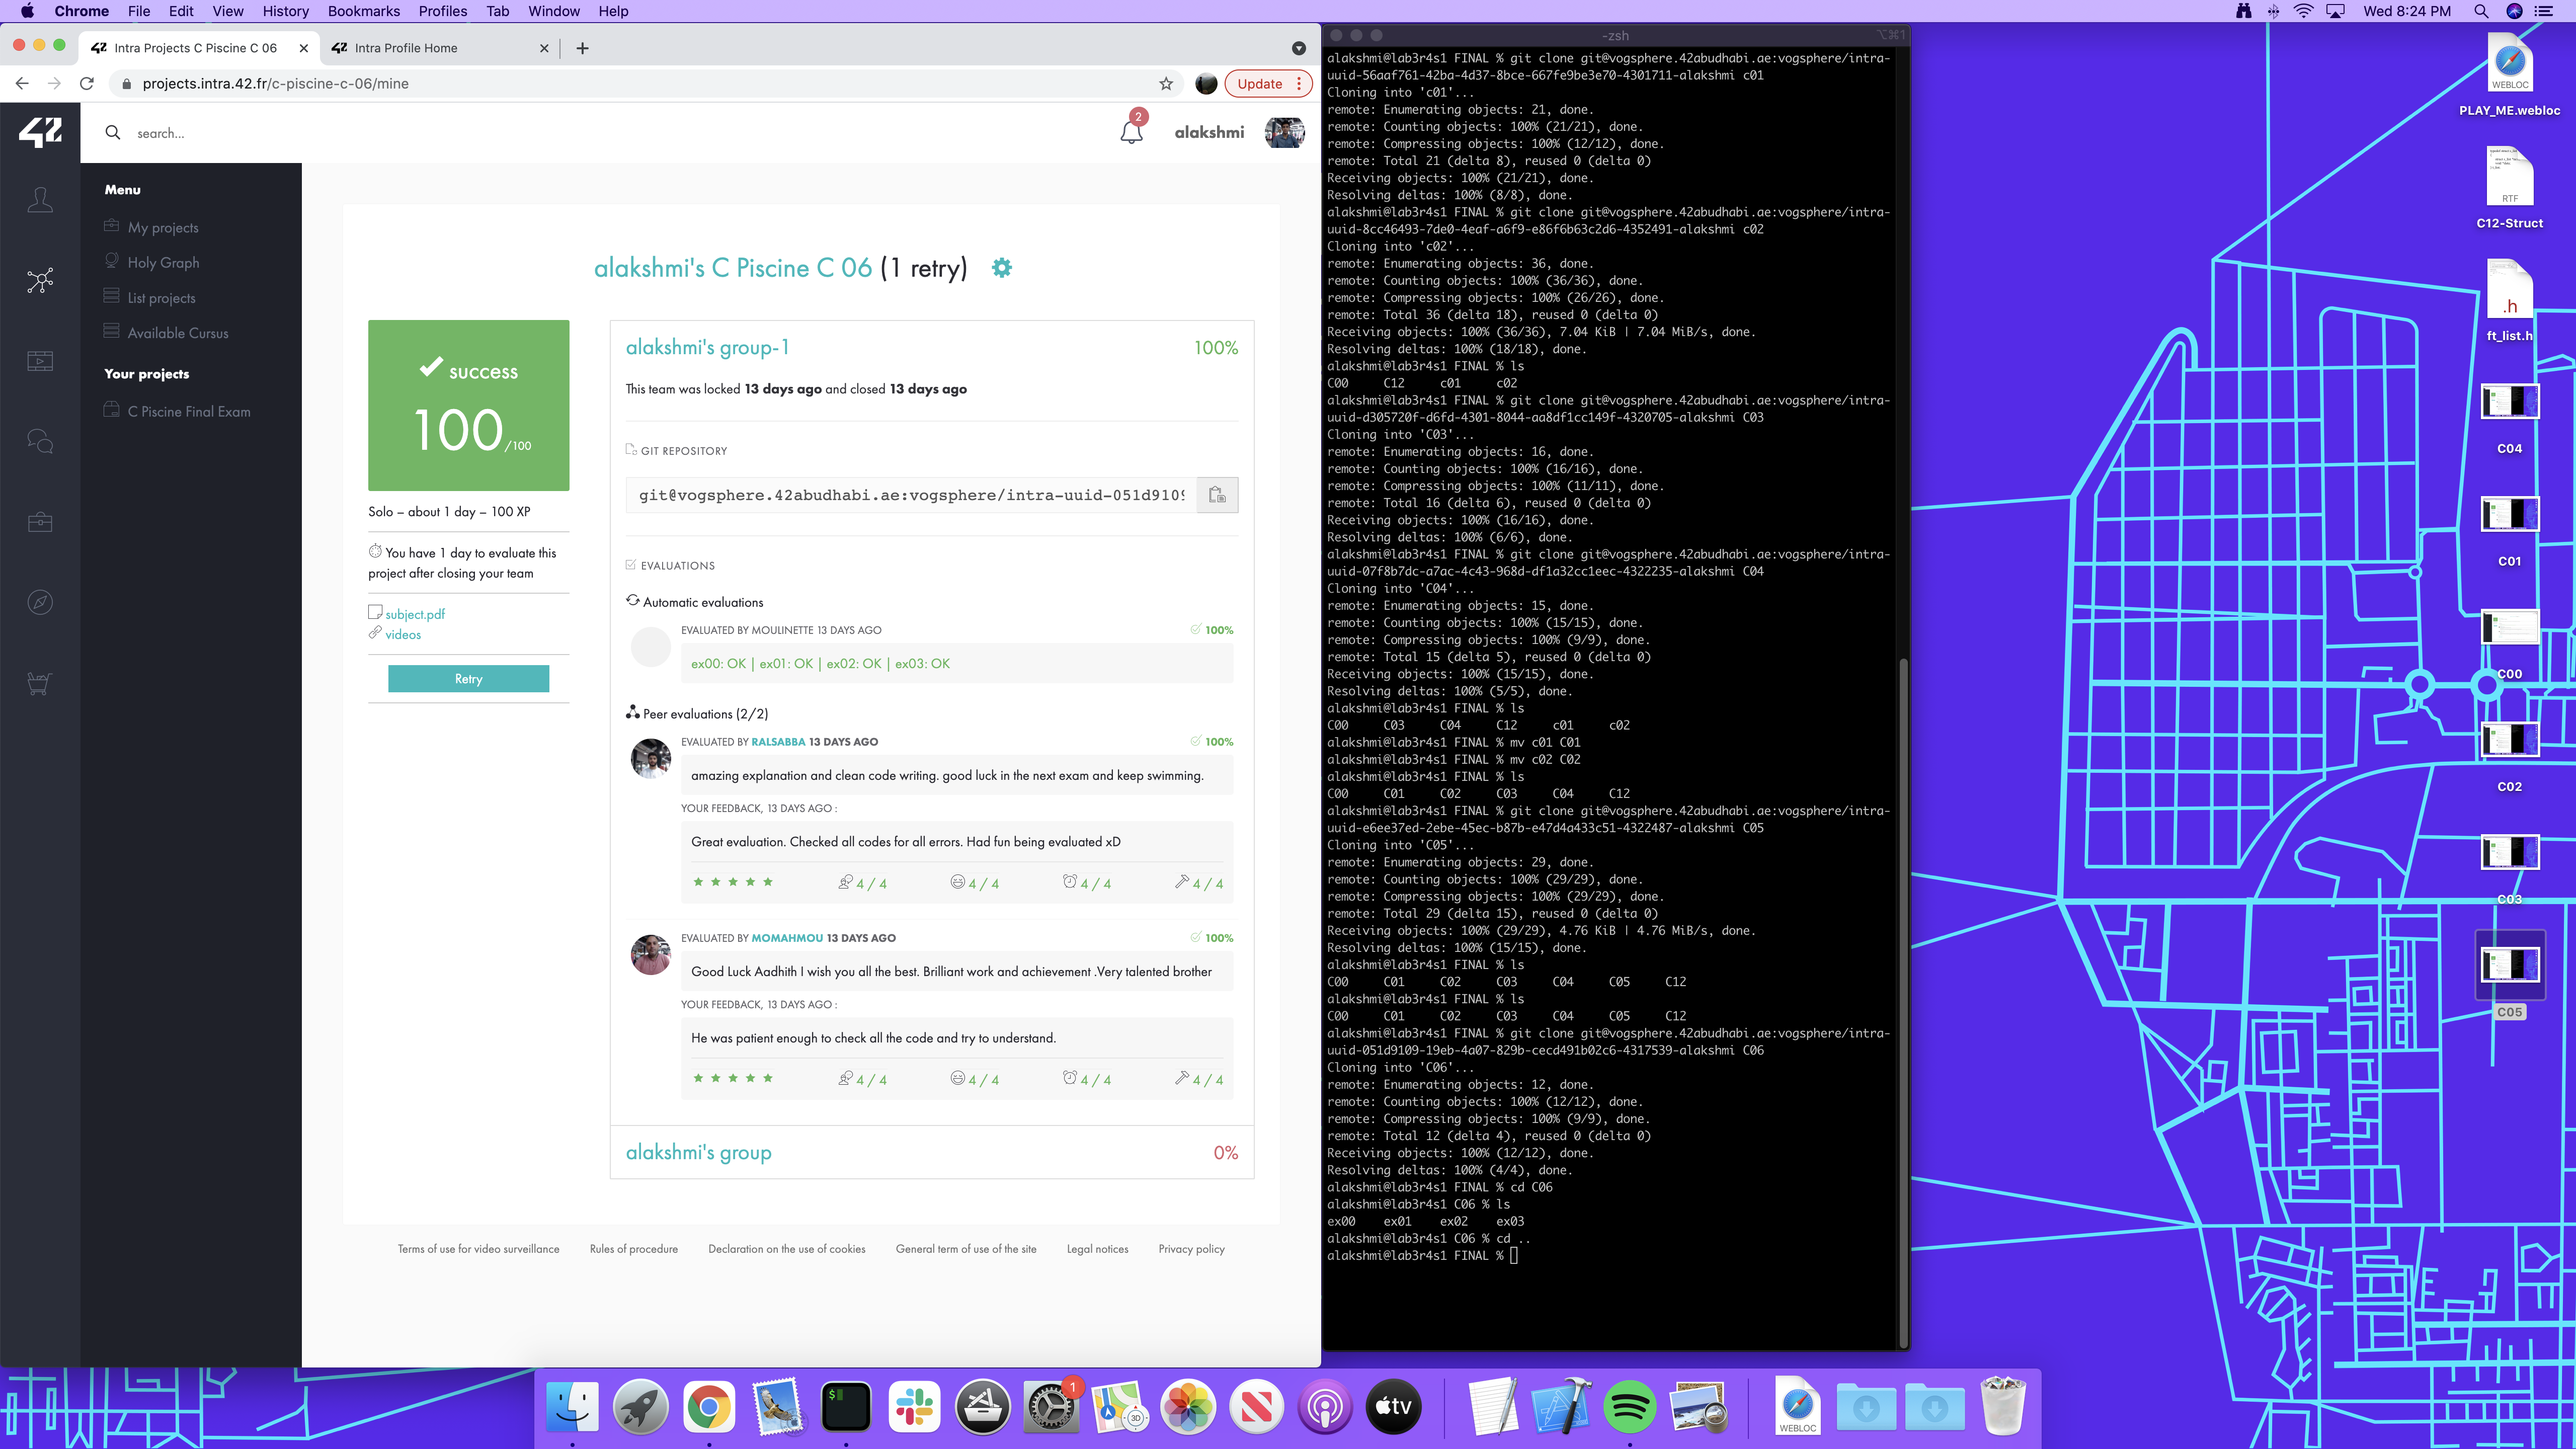 Chrome File Edit View History Bookmarks Profiles Tab Window Help
Wed 8:24 PM
Intra Projects C Piscine C 06
Intra Profile Home
projects.intra.42.fr/c-piscine-c-06/mine
Update
42
search...
2
alakshmi
Menu
My projects
Holy Graph
List projects
Available Cursus
Your projects
C Piscine Final Exam
alakshmi's C Piscine C 06 (1 retry)
success
100/100
Solo – about 1 day – 100 XP
You have 1 day to evaluate this
project after closing your team
subject.pdf
videos
Retry
alakshmi's group-1 100%
This team was locked 13 days ago and closed 13 days ago
GIT REPOSITORY
git@vogsphere.42abudhabi.ae:vogsphere/intra-uuid-051d9109
EVALUATIONS
Automatic evaluations
EVALUATED BY MOULINETTE 13 DAYS AGO 100%
ex00: OK | ex01: OK | ex02: OK | ex03: OK
Peer evaluations (2/2)
EVALUATED BY RALSABBA 13 DAYS AGO 100%
amazing explanation and clean code writing. good luck in the next exam and keep swimming.
YOUR FEEDBACK, 13 DAYS AGO :
Great evaluation. Checked all codes for all errors. Had fun being evaluated xD
4 / 4 4 / 4 4 / 4 4 / 4
EVALUATED BY MOMAHMOU 13 DAYS AGO 100%
Good Luck Aadhith I wish you all the best. Brilliant work and achievement .Very talented brother
YOUR FEEDBACK, 13 DAYS AGO :
He was patient enough to check all the code and try to understand.
4 / 4 4 / 4 4 / 4 4 / 4
alakshmi's group 0%
Terms of use for video surveillance Rules of procedure Declaration on the use of cookies General term of use of the site Legal notices Privacy policy
-zsh
⌥⌘1
alakshmi@lab3r4s1 FINAL % git clone git@vogsphere.42abudhabi.ae:vogsphere/intra-
uuid-56aaf761-42ba-4d37-8bce-667fe9be3e70-4301711-alakshmi c01
Cloning into 'c01'...
remote: Enumerating objects: 21, done.
remote: Counting objects: 100% (21/21), done.
remote: Compressing objects: 100% (12/12), done.
remote: Total 21 (delta 8), reused 0 (delta 0)
Receiving objects: 100% (21/21), done.
Resolving deltas: 100% (8/8), done.
alakshmi@lab3r4s1 FINAL % git clone git@vogsphere.42abudhabi.ae:vogsphere/intra-
uuid-8cc46493-7de0-4eaf-a6f9-e86f6b63c2d6-4352491-alakshmi c02
Cloning into 'c02'...
remote: Enumerating objects: 36, done.
remote: Counting objects: 100% (36/36), done.
remote: Compressing objects: 100% (26/26), done.
remote: Total 36 (delta 18), reused 0 (delta 0)
Receiving objects: 100% (36/36), 7.04 KiB | 7.04 MiB/s, done.
Resolving deltas: 100% (18/18), done.
alakshmi@lab3r4s1 FINAL % ls
C00 C12 c01 c02
alakshmi@lab3r4s1 FINAL % git clone git@vogsphere.42abudhabi.ae:vogsphere/intra-
uuid-d305720f-d6fd-4301-8044-aa8df1cc149f-4320705-alakshmi C03
Cloning into 'C03'...
remote: Enumerating objects: 16, done.
remote: Counting objects: 100% (16/16), done.
remote: Compressing objects: 100% (11/11), done.
remote: Total 16 (delta 6), reused 0 (delta 0)
Receiving objects: 100% (16/16), done.
Resolving deltas: 100% (6/6), done.
alakshmi@lab3r4s1 FINAL % git clone git@vogsphere.42abudhabi.ae:vogsphere/intra-
uuid-07f8b7dc-a7ac-4c43-968d-df1a32cc1eec-4322235-alakshmi C04
Cloning into 'C04'...
remote: Enumerating objects: 15, done.
remote: Counting objects: 100% (15/15), done.
remote: Compressing objects: 100% (9/9), done.
remote: Total 15 (delta 5), reused 0 (delta 0)
Receiving objects: 100% (15/15), done.
Resolving deltas: 100% (5/5), done.
alakshmi@lab3r4s1 FINAL % ls
C00 C03 C04 C12 c01 c02
alakshmi@lab3r4s1 FINAL % mv c01 C01
alakshmi@lab3r4s1 FINAL % mv c02 C02
alakshmi@lab3r4s1 FINAL % ls
C00 C01 C02 C03 C04 C12
alakshmi@lab3r4s1 FINAL % git clone git@vogsphere.42abudhabi.ae:vogsphere/intra-
uuid-e6ee37ed-2ebe-45ec-b87b-e47d4a433c51-4322487-alakshmi C05
Cloning into 'C05'...
remote: Enumerating objects: 29, done.
remote: Counting objects: 100% (29/29), done.
remote: Compressing objects: 100% (29/29), done.
remote: Total 29 (delta 15), reused 0 (delta 0)
Receiving objects: 100% (29/29), 4.76 KiB | 4.76 MiB/s, done.
Resolving deltas: 100% (15/15), done.
alakshmi@lab3r4s1 FINAL % ls
C00 C01 C02 C03 C04 C05 C12
alakshmi@lab3r4s1 FINAL % ls
C00 C01 C02 C03 C04 C05 C12
alakshmi@lab3r4s1 FINAL % git clone git@vogsphere.42abudhabi.ae:vogsphere/intra-
uuid-051d9109-19eb-4a07-829b-cecd491b02c6-4317539-alakshmi C06
Cloning into 'C06'...
remote: Enumerating objects: 12, done.
remote: Counting objects: 100% (12/12), done.
remote: Compressing objects: 100% (9/9), done.
remote: Total 12 (delta 4), reused 0 (delta 0)
Receiving objects: 100% (12/12), done.
Resolving deltas: 100% (4/4), done.
alakshmi@lab3r4s1 FINAL % cd C06
alakshmi@lab3r4s1 C06 % ls
ex00 ex01 ex02 ex03
alakshmi@lab3r4s1 C06 % cd ..
alakshmi@lab3r4s1 FINAL %
WEBLOC
PLAY_ME.webloc
RTF
C12-Struct
.h
ft_list.h
C04
C01
C00
C02
C03
C05
1
3D
tv
WEBLOC